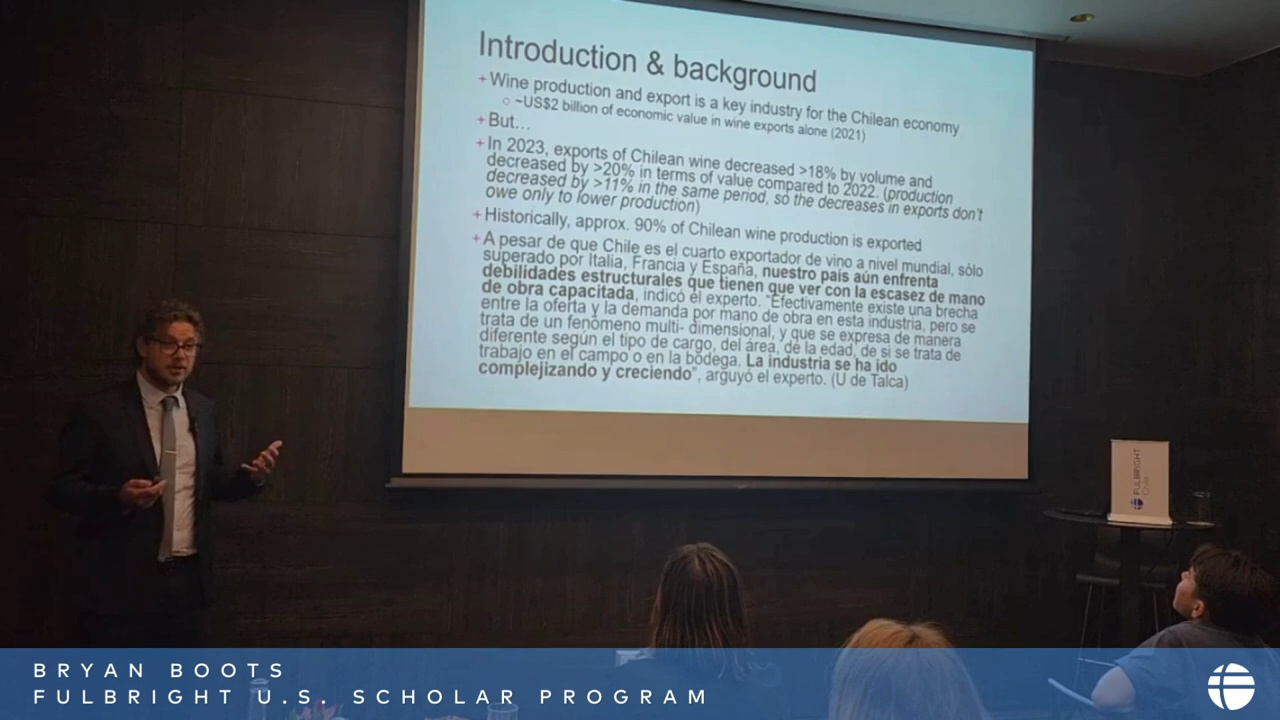 Introduction & background
+ Wine production and export is a key industry for the Chilean economy
○ ~US$2 billion of economic value in wine exports alone (2021)
+ But…
+ In 2023, exports of Chilean wine decreased >18% by volume and
decreased by >20% in terms of value compared to 2022. (production
decreased by >11% in the same period, so the decreases in exports don't
owe only to lower production)
+ Historically, approx. 90% of Chilean wine production is exported
+ A pesar de que Chile es el cuarto exportador de vino a nivel mundial, sólo
superado por Italia, Francia y España, nuestro país aún enfrenta
debilidades estructurales que tienen que ver con la escasez de mano
de obra capacitada, indicó el experto. “Efectivamente existe una brecha
entre la oferta y la demanda por mano de obra en esta industria, pero se
trata de un fenómeno multi- dimensional, y que se expresa de manera
diferente según el tipo de cargo, del área, de la edad, de si se trata de
trabajo en el campo o en la bodega. La industria se ha ido
complejizando y creciendo”, arguyó el experto. (U de Talca)
FULBRIGHT
Chile
BRYAN BOOTS
FULBRIGHT U.S. SCHOLAR PROGRAM